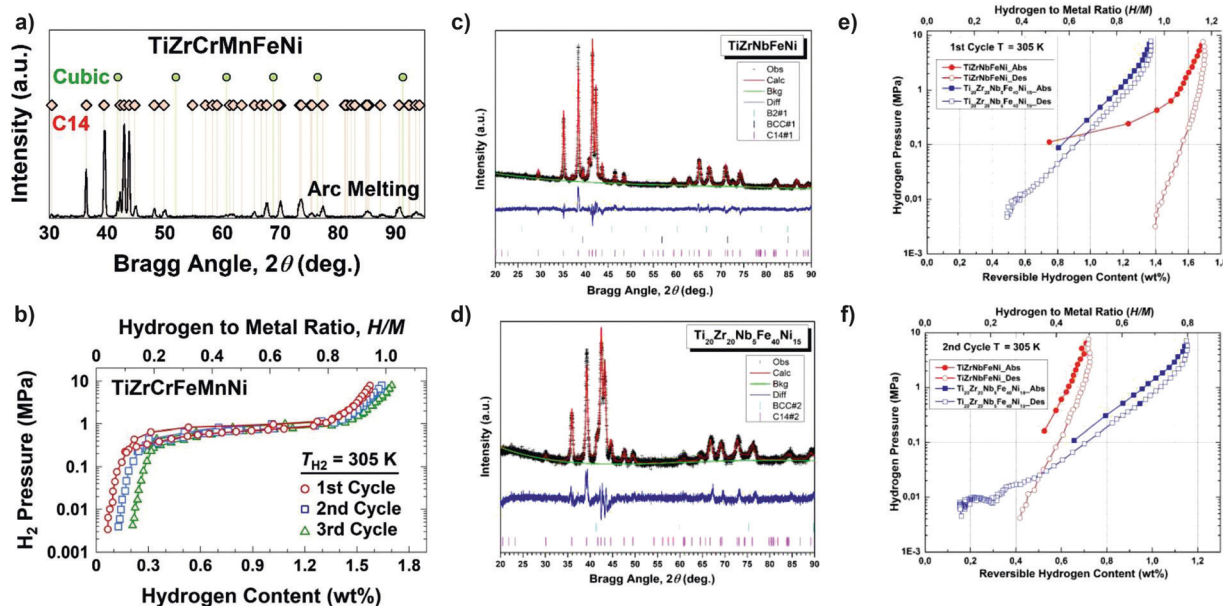 a)
TiZrCrMnFeNi
Cubic
C14
Arc Melting
Intensity (a.u.)
30 40 50 60 70 80 90
Bragg Angle, 2θ (deg.)
b)
Hydrogen to Metal Ratio, H/M
0 0.2 0.4 0.6 0.8 1.0
TiZrCrFeMnNi
H₂ Pressure (MPa)
10
1
0.1
0.01
0.001
T_H2 = 305 K
1st Cycle
2nd Cycle
3rd Cycle
0 0.3 0.6 0.9 1.2 1.5 1.8
Hydrogen Content (wt%)
c)
TiZrNbFeNi
Obs
Calc
Bkg
Diff
B2#1
BCC#1
C14#1
Intensity (a.u.)
20 25 30 35 40 45 50 55 60 65 70 75 80 85 90
Bragg Angle, 2θ (deg.)
d)
Ti₂₀Zr₂₀Nb₅Fe₄₀Ni₁₅
Obs
Calc
Bkg
Diff
BCC#2
C14#2
Intensity (a.u.)
20 25 30 35 40 45 50 55 60 65 70 75 80 85 90
Bragg Angle, 2θ (deg.)
e)
Hydrogen to Metal Ratio (H/M)
0,0 0,2 0,4 0,6 0,8 1,0 1,2
1st Cycle T = 305 K
TiZrNbFeNi_Abs
TiZrNbFeNi_Des
Hydrogen Pressure (MPa)
10
1
0,1
0,01
1E-3
0,0 0,2 0,4 0,6 0,8 1,0 1,2 1,4 1,6 1,8
Reversible Hydrogen Content (wt%)
f)
Hydrogen to Metal Ratio (H/M)
0,0 0,2 0,4 0,6 0,8
2nd Cycle T = 305 K
TiZrNbFeNi_Abs
TiZrNbFeNi_Des
Hydrogen Pressure (MPa)
10
1
0,1
0,01
1E-3
0,0 0,2 0,4 0,6 0,8 1,0 1,2
Reversible Hydrogen Content (wt%)